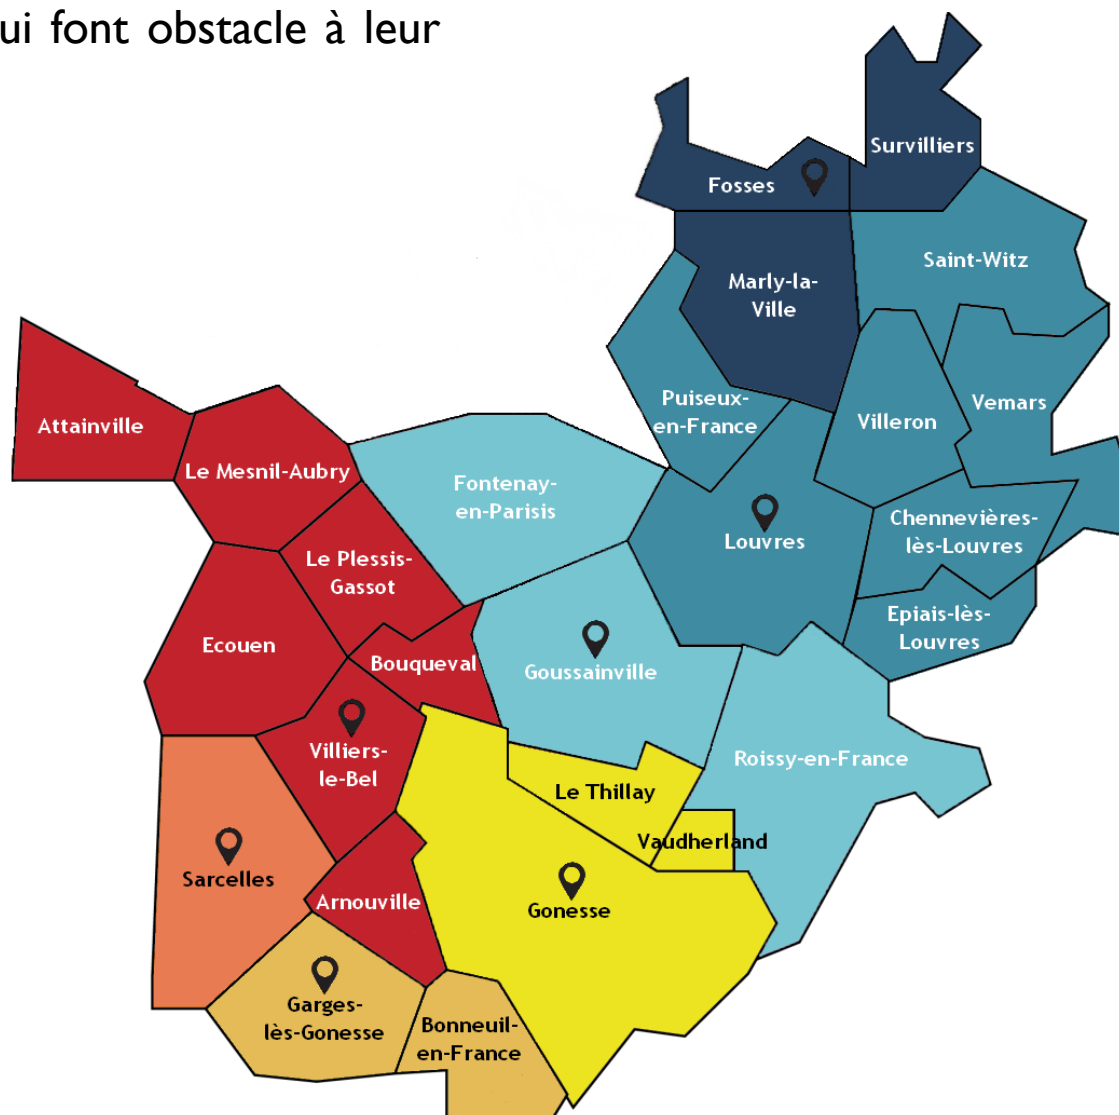 ui font obstacle à leur
Survilliers
Fosses
Saint-Witz
Marly-la-
Ville
Puiseux-
en-France
Villeron
Vemars
Attainville
Le Mesnil-Aubry
Fontenay-
en-Parisis
Louvres
Chennevières-
lès-Louvres
Le Plessis-
Gassot
Epiais-lès-
Louvres
Ecouen
Bouqueval
Goussainville
Villiers-
le-Bel
Roissy-en-France
Le Thillay
Vaudherland
Sarcelles
Arnouville
Gonesse
Garges-
lès-Gonesse
Bonneuil-
en-France